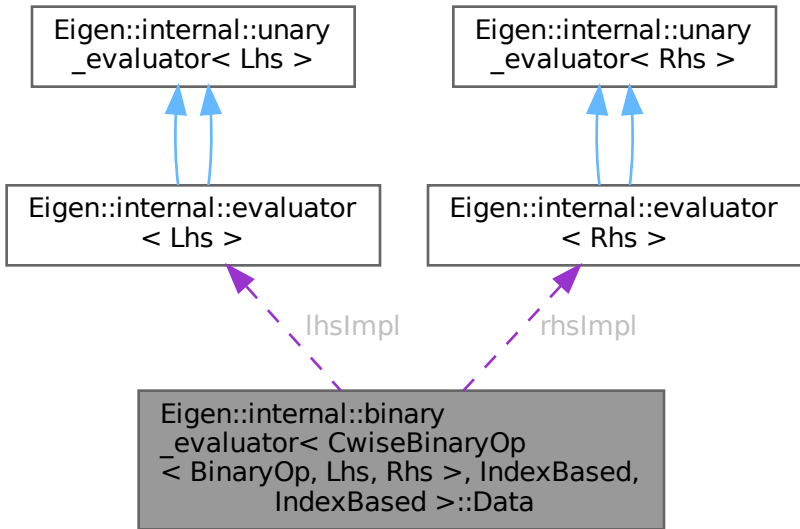 Eigen::internal::unary
_evaluator< Lhs >
Eigen::internal::unary
_evaluator< Rhs >
Eigen::internal::evaluator
< Lhs >
Eigen::internal::evaluator
< Rhs >
lhsImpl
rhsImpl
Eigen::internal::binary
_evaluator< CwiseBinaryOp
< BinaryOp, Lhs, Rhs >, IndexBased,
IndexBased >::Data